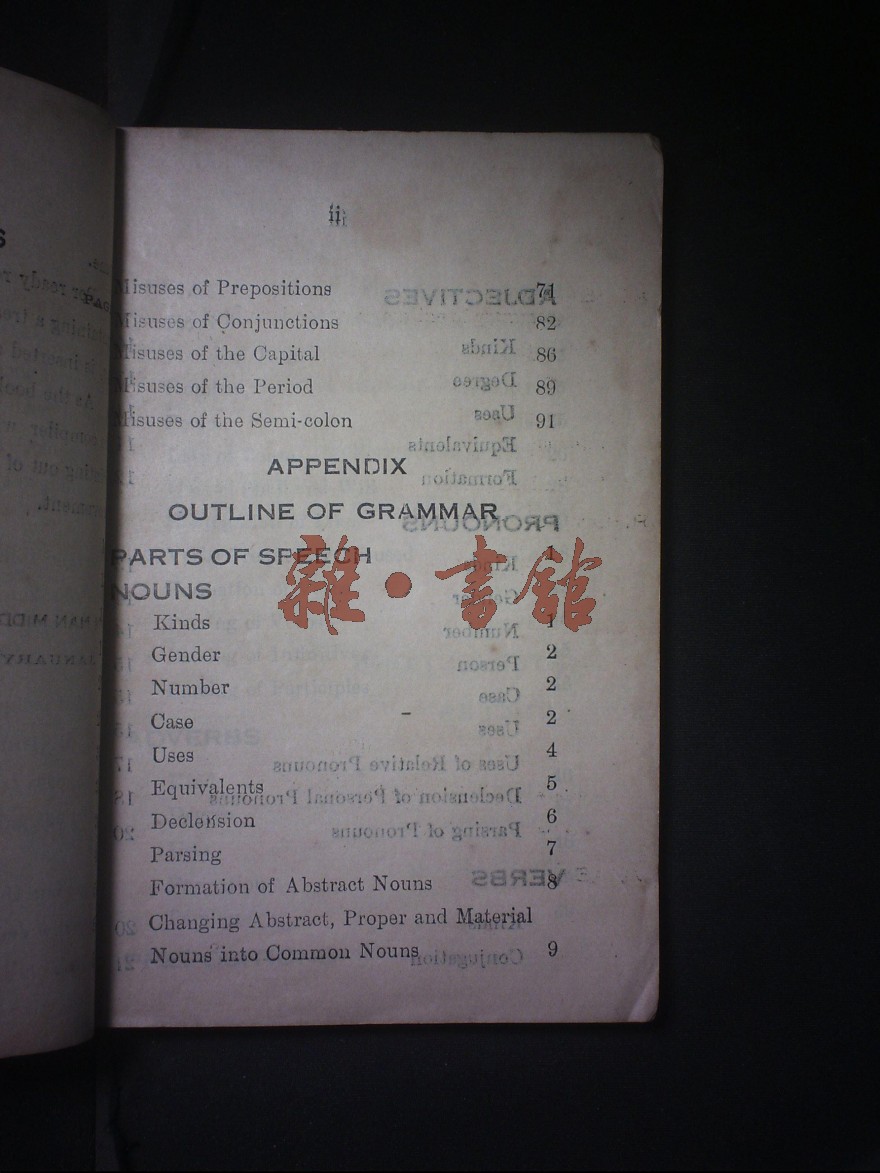 ii
Misuses of Prepositions 71
Misuses of Conjunctions 82
Misuses of the Capital 86
Misuses of the Period 89
Misuses of the Semi-colon 91
APPENDIX
OUTLINE OF GRAMMAR
PARTS OF SPEECH 1
NOUNS
Kinds 1
Gender 2
Number 2
Case 2
Uses 4
Equivalents 5
Declension 6
Parsing 7
Formation of Abstract Nouns 8
Changing Abstract, Proper and Material
Nouns into Common Nouns 9
雜·書館